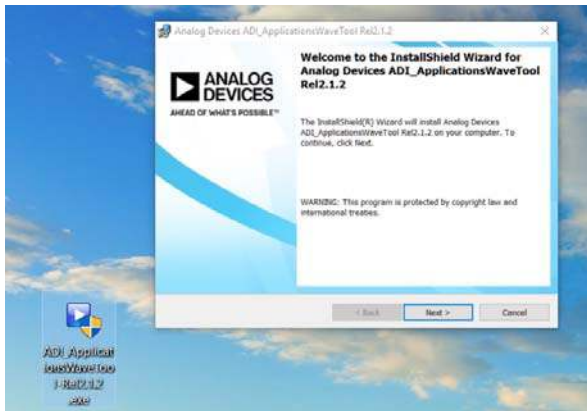 Analog Devices ADI_ApplicationsWaveTool Rel2.1.2
ANALOG
DEVICES
AHEAD OF WHAT'S POSSIBLE™
Welcome to the InstallShield Wizard for
Analog Devices ADI_ApplicationsWaveTool
Rel2.1.2
The InstallShield(R) Wizard will install Analog Devices
ADI_ApplicationsWaveTool Rel2.1.2 on your computer. To
continue, click Next.
WARNING: This program is protected by copyright law and
international treaties.
< Back
Next >
Cancel
ADI_Applicat
ionsWaveToo
l-Rel2.1.2
.exe